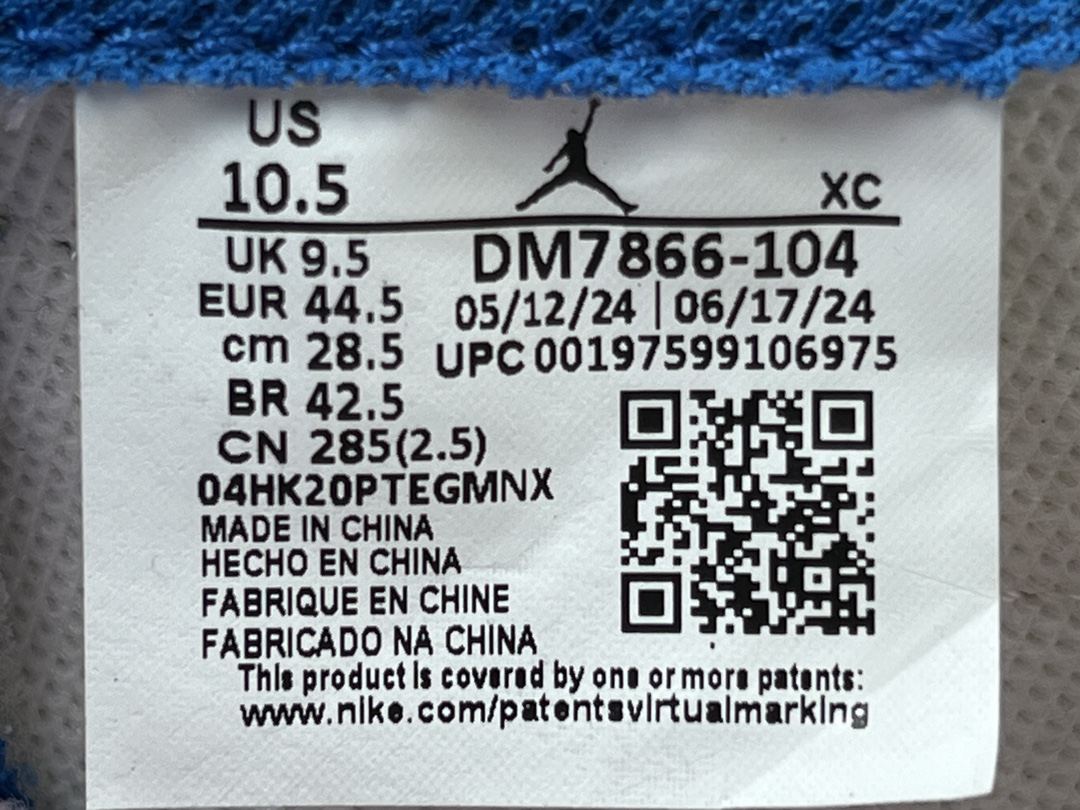 US
10.5
XC
UK 9.5
DM7866-104
EUR 44.5
05/12/24 | 06/17/24
cm 28.5
UPC 00197599106975
BR 42.5
CN 285(2.5)
04HK20PTEGMNX
MADE IN CHINA
HECHO EN CHINA
FABRIQUE EN CHINE
FABRICADO NA CHINA
This product is covered by one or more patents:
www.nike.com/patentsvirtualmarking